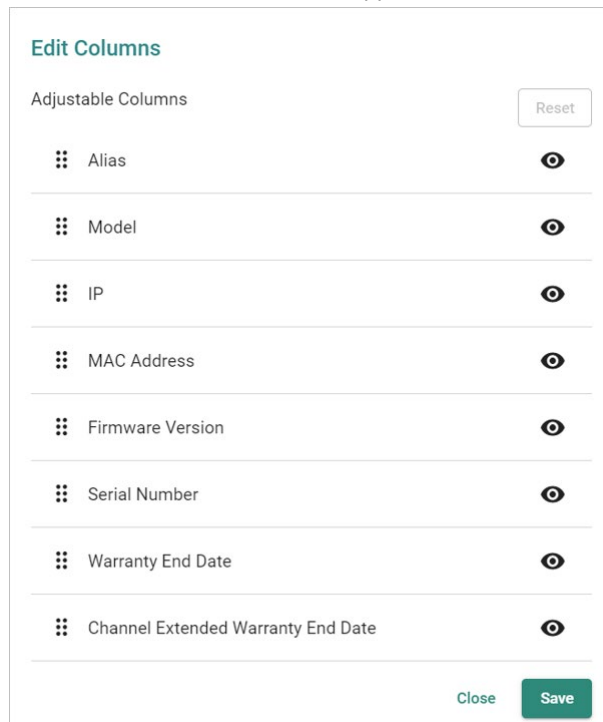 Edit Columns
Adjustable Columns
Reset
Alias
Model
IP
MAC Address
Firmware Version
Serial Number
Warranty End Date
Channel Extended Warranty End Date
Close Save